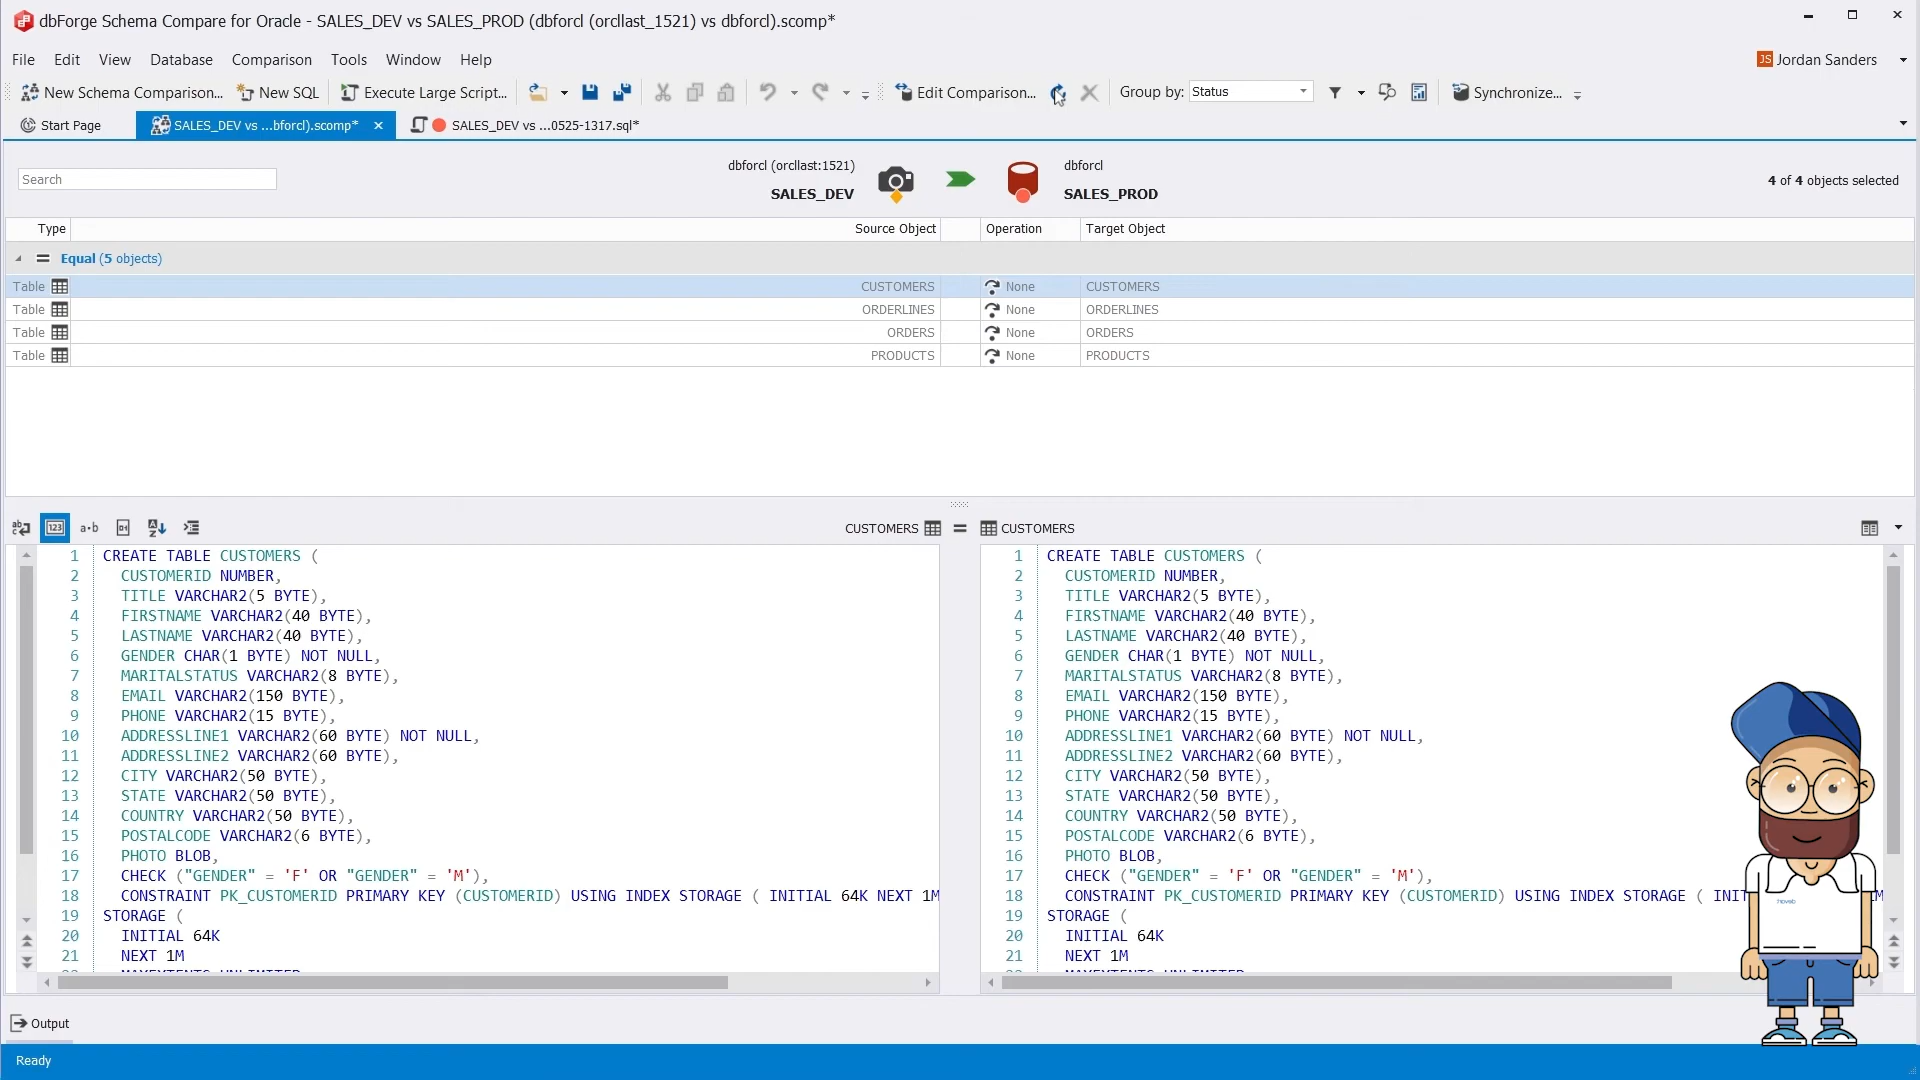 dbForge Schema Compare for Oracle - SALES_DEV vs SALES_PROD (dbforcl (orcllast_1521) vs dbforcl).scomp*
File Edit View Database Comparison Tools Window Help
JS Jordan Sanders
New Schema Comparison... New SQL Execute Large Script... Edit Comparison... Group by: Status Synchronize...
Start Page SALES_DEV vs ...bforcl).scomp* SALES_DEV vs ...0525-1317.sql*
Search
dbforcl (orcllast:1521)
SALES_DEV
dbforcl
SALES_PROD
4 of 4 objects selected
Type Source Object Operation Target Object
Equal (5 objects)
Table CUSTOMERS None CUSTOMERS
Table ORDERLINES None ORDERLINES
Table ORDERS None ORDERS
Table PRODUCTS None PRODUCTS
CUSTOMERS CUSTOMERS
1 CREATE TABLE CUSTOMERS (
2 CUSTOMERID NUMBER,
3 TITLE VARCHAR2(5 BYTE),
4 FIRSTNAME VARCHAR2(40 BYTE),
5 LASTNAME VARCHAR2(40 BYTE),
6 GENDER CHAR(1 BYTE) NOT NULL,
7 MARITALSTATUS VARCHAR2(8 BYTE),
8 EMAIL VARCHAR2(150 BYTE),
9 PHONE VARCHAR2(15 BYTE),
10 ADDRESSLINE1 VARCHAR2(60 BYTE) NOT NULL,
11 ADDRESSLINE2 VARCHAR2(60 BYTE),
12 CITY VARCHAR2(50 BYTE),
13 STATE VARCHAR2(50 BYTE),
14 COUNTRY VARCHAR2(50 BYTE),
15 POSTALCODE VARCHAR2(6 BYTE),
16 PHOTO BLOB,
17 CHECK ("GENDER" = 'F' OR "GENDER" = 'M'),
18 CONSTRAINT PK_CUSTOMERID PRIMARY KEY (CUSTOMERID) USING INDEX STORAGE ( INITIAL 64K NEXT 1M
19 STORAGE (
20 INITIAL 64K
21 NEXT 1M
1 CREATE TABLE CUSTOMERS (
2 CUSTOMERID NUMBER,
3 TITLE VARCHAR2(5 BYTE),
4 FIRSTNAME VARCHAR2(40 BYTE),
5 LASTNAME VARCHAR2(40 BYTE),
6 GENDER CHAR(1 BYTE) NOT NULL,
7 MARITALSTATUS VARCHAR2(8 BYTE),
8 EMAIL VARCHAR2(150 BYTE),
9 PHONE VARCHAR2(15 BYTE),
10 ADDRESSLINE1 VARCHAR2(60 BYTE) NOT NULL,
11 ADDRESSLINE2 VARCHAR2(60 BYTE),
12 CITY VARCHAR2(50 BYTE),
13 STATE VARCHAR2(50 BYTE),
14 COUNTRY VARCHAR2(50 BYTE),
15 POSTALCODE VARCHAR2(6 BYTE),
16 PHOTO BLOB,
17 CHECK ("GENDER" = 'F' OR "GENDER" = 'M'),
18 CONSTRAINT PK_CUSTOMERID PRIMARY KEY (CUSTOMERID) USING INDEX STORAGE ( INIT
19 STORAGE (
20 INITIAL 64K
21 NEXT 1M
Output
Ready